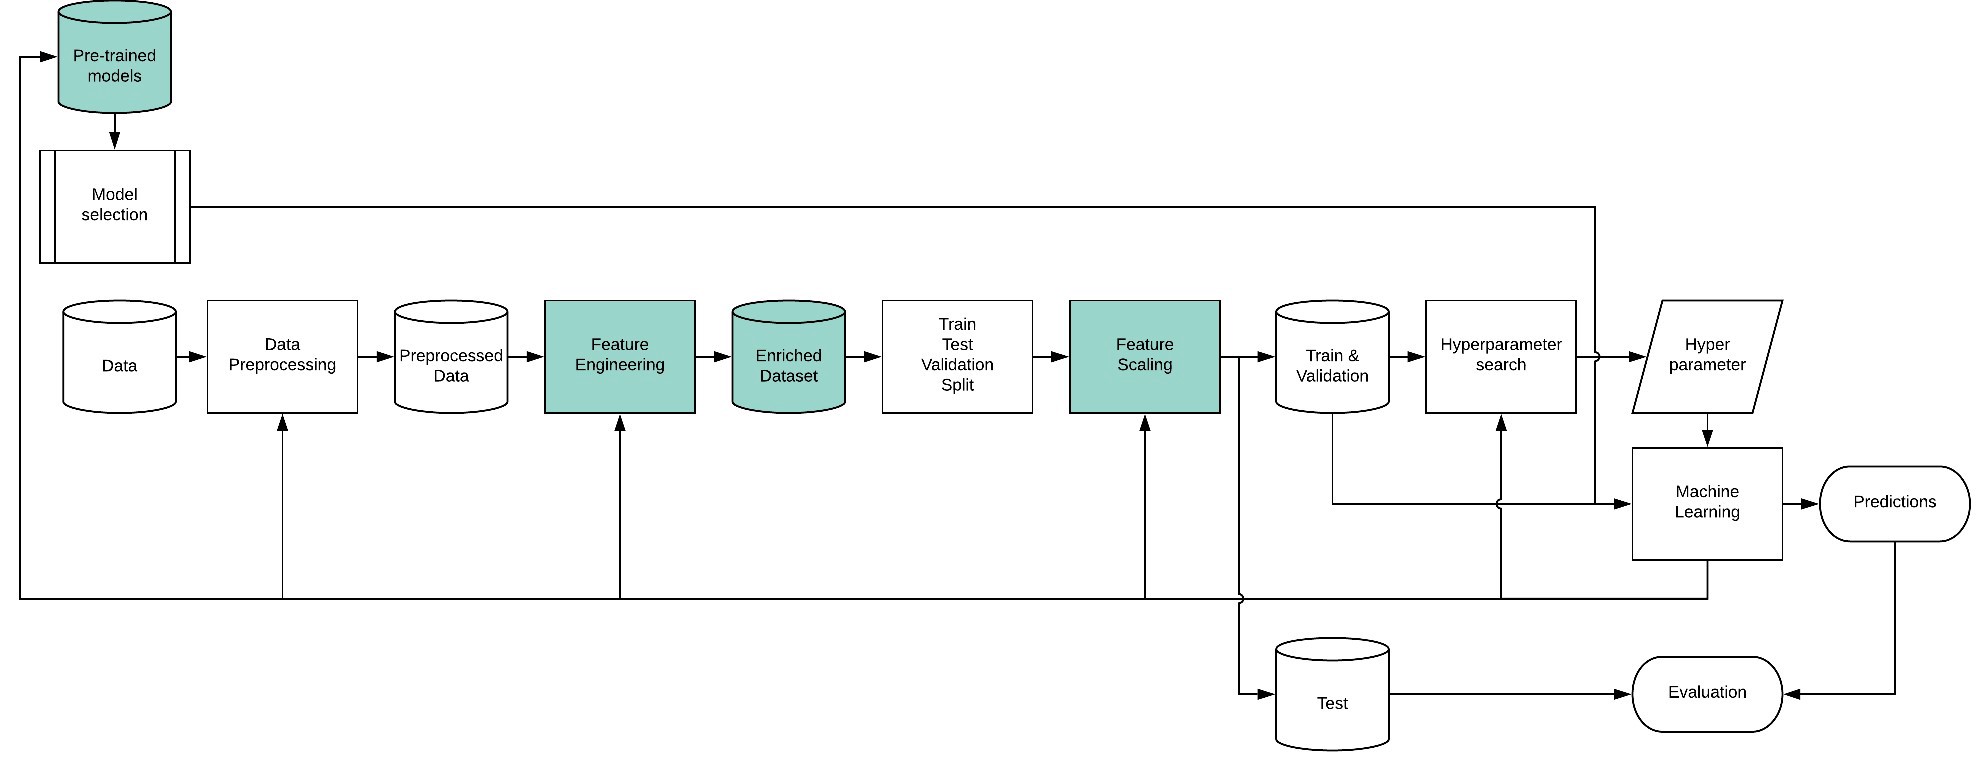 Pre-trained
models
Model
selection
Data
Data
Preprocessing
Preprocessed
Data
Feature
Engineering
Enriched
Dataset
Train
Test
Validation
Split
Feature
Scaling
Train &
Validation
Hyperparameter
search
Hyper
parameter
Machine
Learning
Predictions
Test
Evaluation